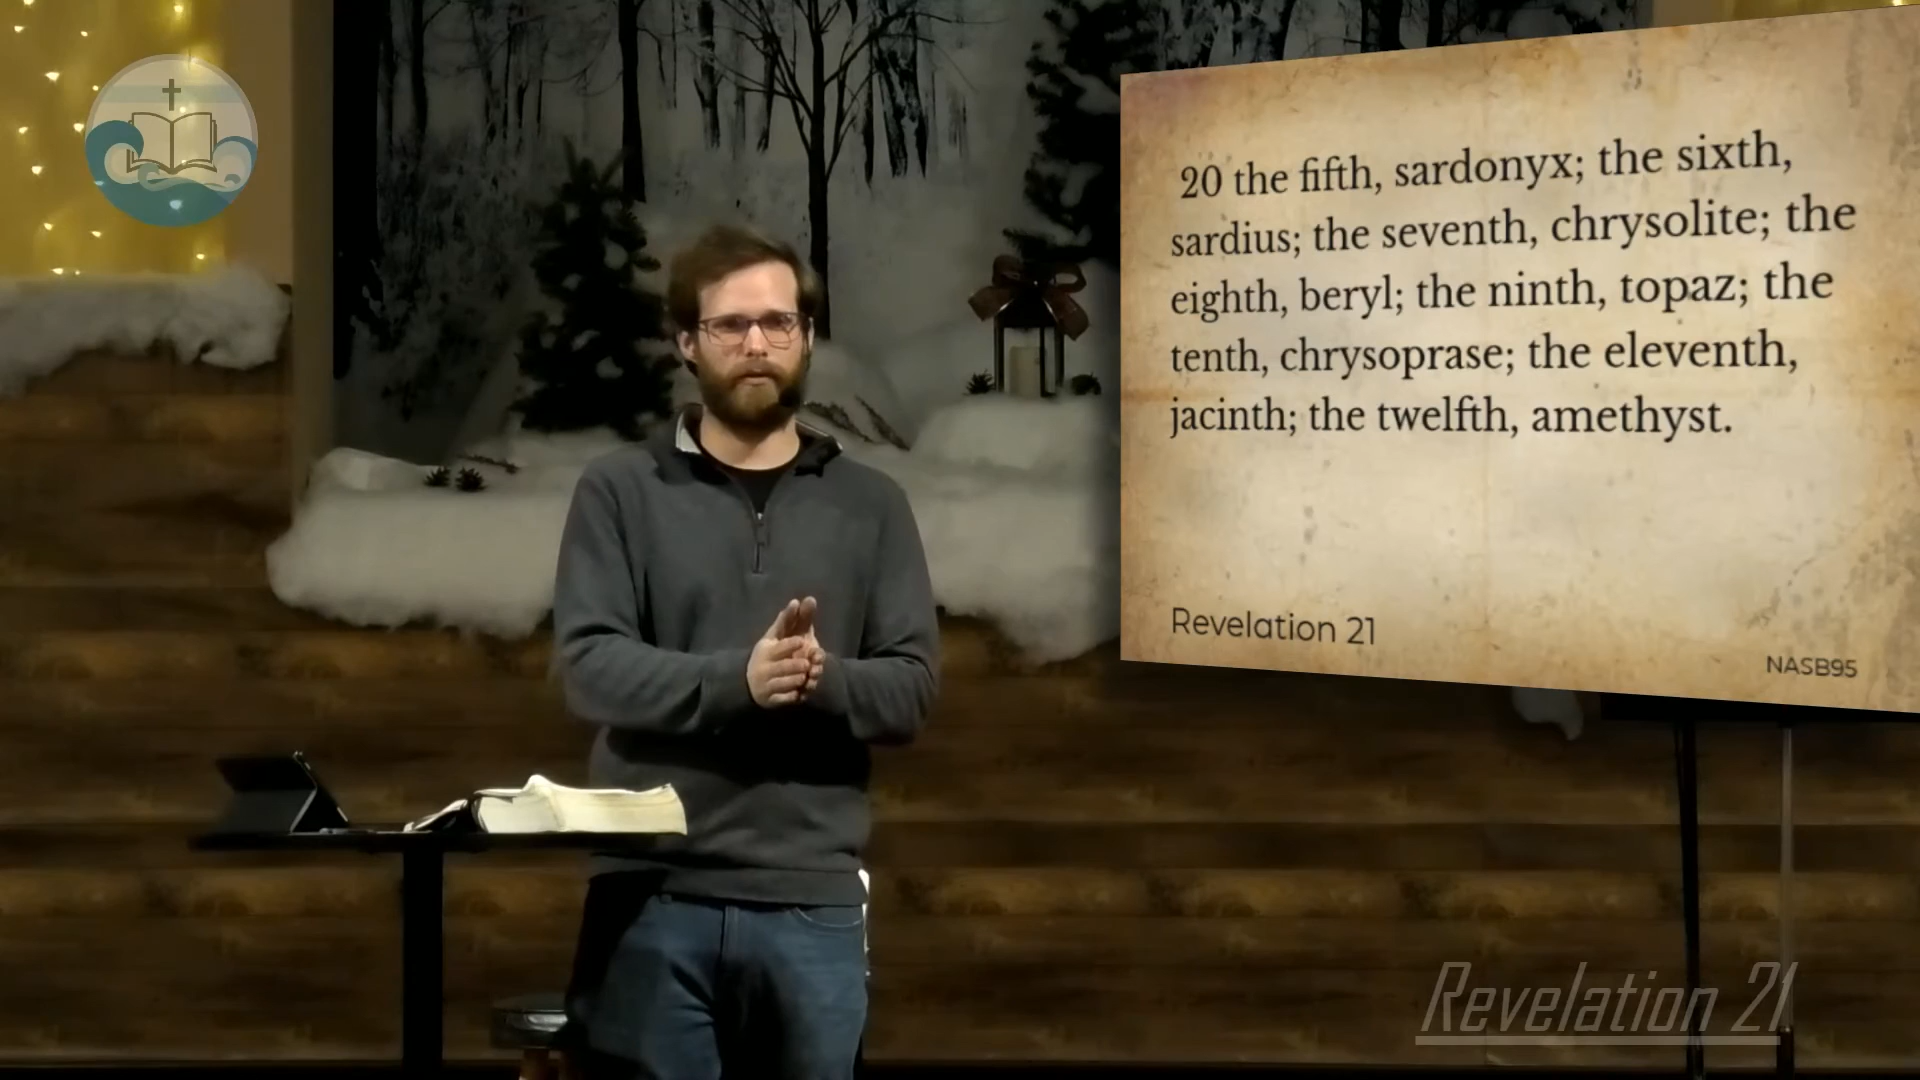 20 the fifth, sardonyx; the sixth,
sardius; the seventh, chrysolite; the
eighth, beryl; the ninth, topaz; the
tenth, chrysoprase; the eleventh,
jacinth; the twelfth, amethyst.
Revelation 21
NASB95
Revelation 21